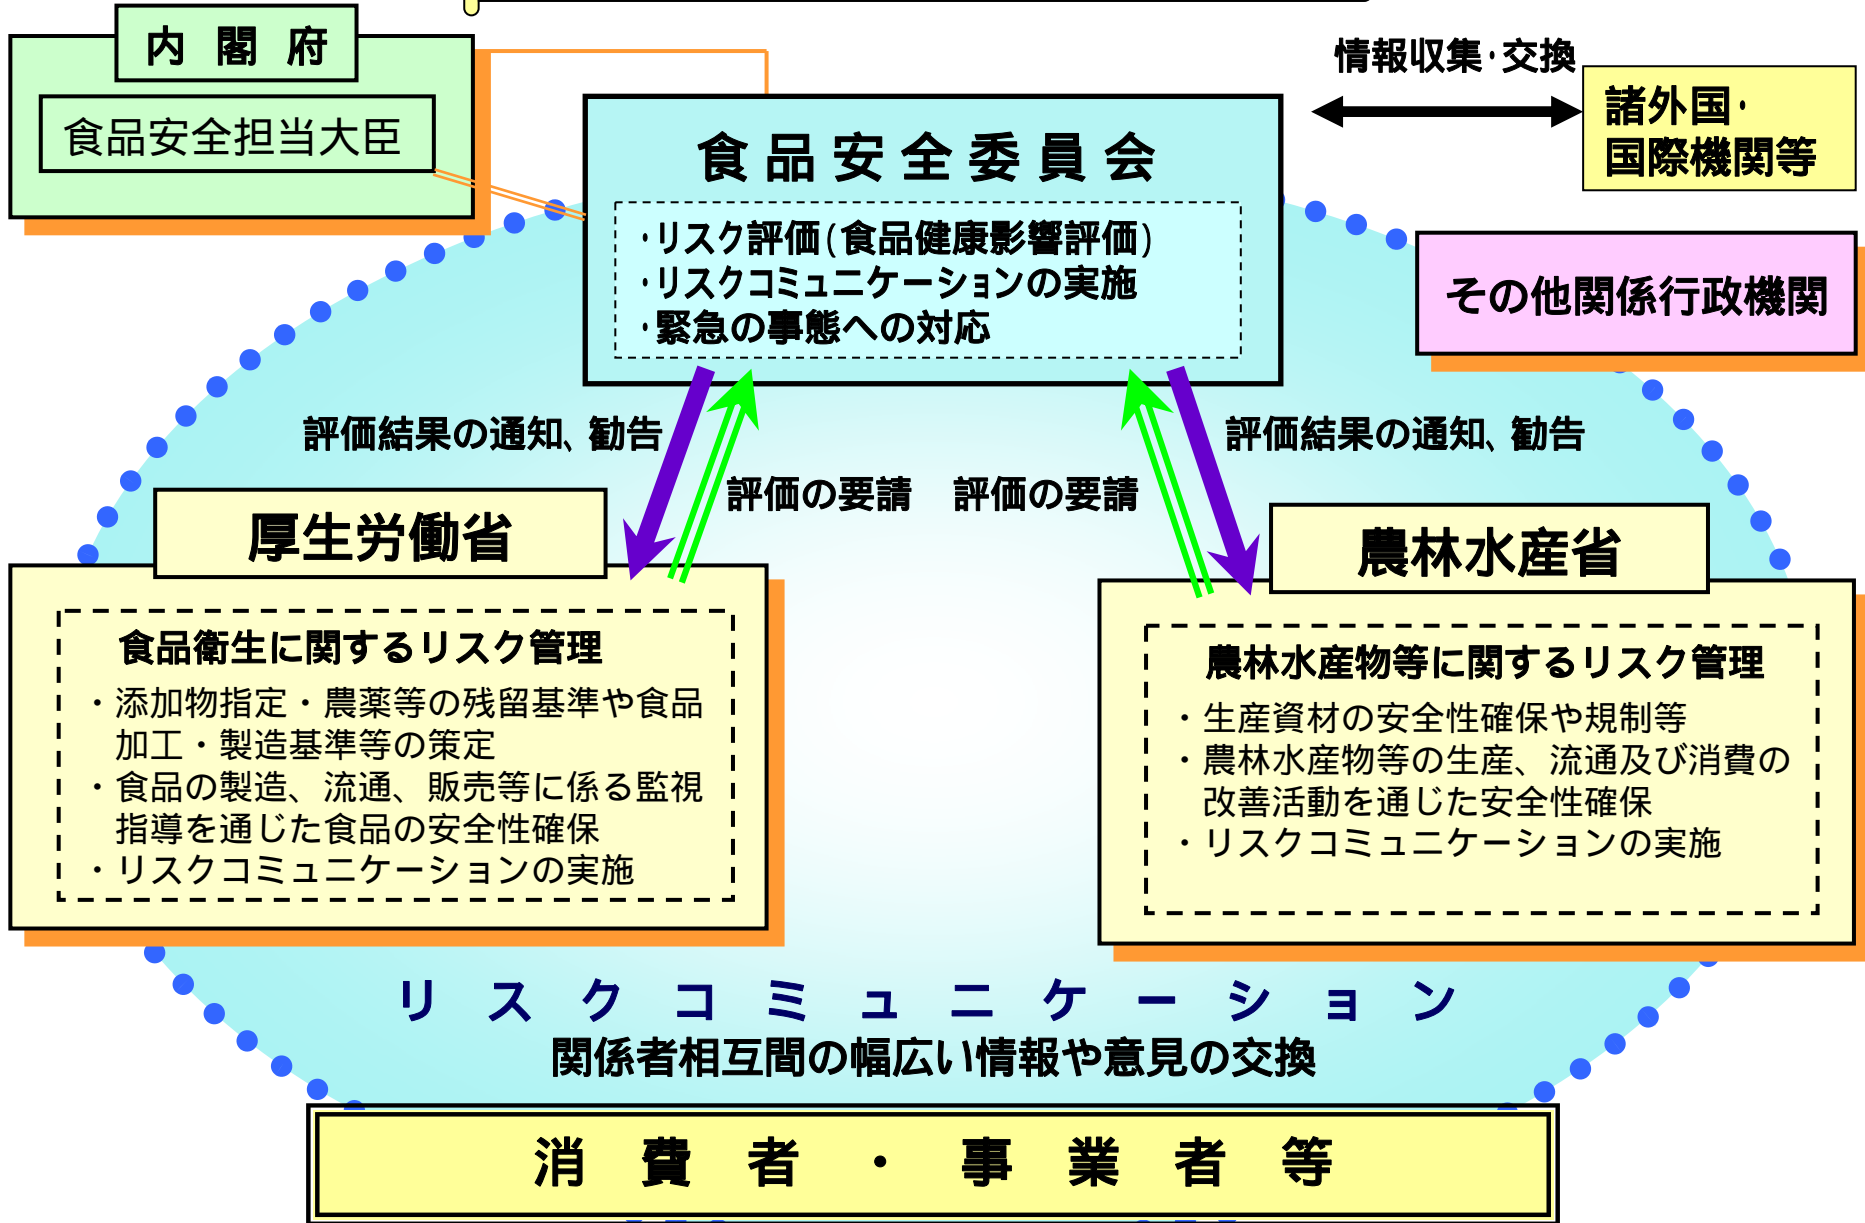 内閣府
食品安全担当大臣
情報収集・交換
諸外国・
国際機関等
食品安全委員会
・リスク評価(食品健康影響評価)
・リスクコミュニケーションの実施
・緊急の事態への対応
その他関係行政機関
評価結果の通知、勧告
評価の要請
評価の要請
評価結果の通知、勧告
厚生労働省
食品衛生に関するリスク管理
・添加物指定・農薬等の残留基準や食品
加工・製造基準等の策定
・食品の製造、流通、販売等に係る監視
指導を通じた食品の安全性確保
・リスクコミュニケーションの実施
農林水産省
農林水産物等に関するリスク管理
・生産資材の安全性確保や規制等
・農林水産物等の生産、流通及び消費の
改善活動を通じた安全性確保
・リスクコミュニケーションの実施
リスクコミュニケーション
関係者相互間の幅広い情報や意見の交換
消費者・事業者等